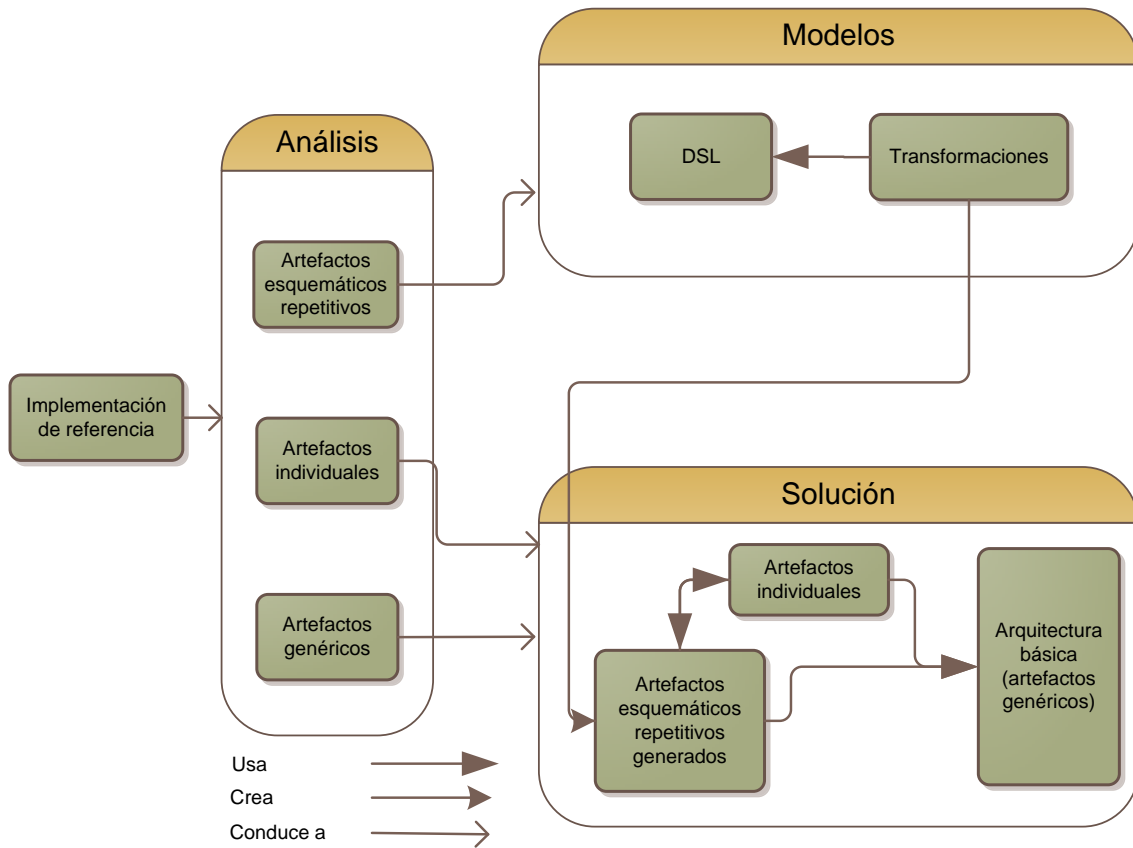 Modelos
DSL
Transformaciones
Análisis
Artefactos
esquemáticos
repetitivos
Implementación
de referencia
Artefactos
individuales
Artefactos
genéricos
Solución
Artefactos
individuales
Artefactos
esquemáticos
repetitivos
generados
Arquitectura
básica
(artefactos
genéricos)
Usa
Crea
Conduce a